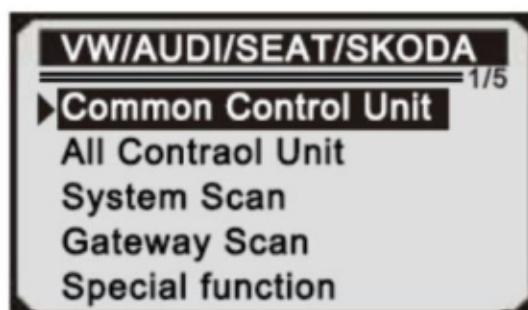 VW/AUDI/SEAT/SKODA
1/5
Common Control Unit
All Contraol Unit
System Scan
Gateway Scan
Special function